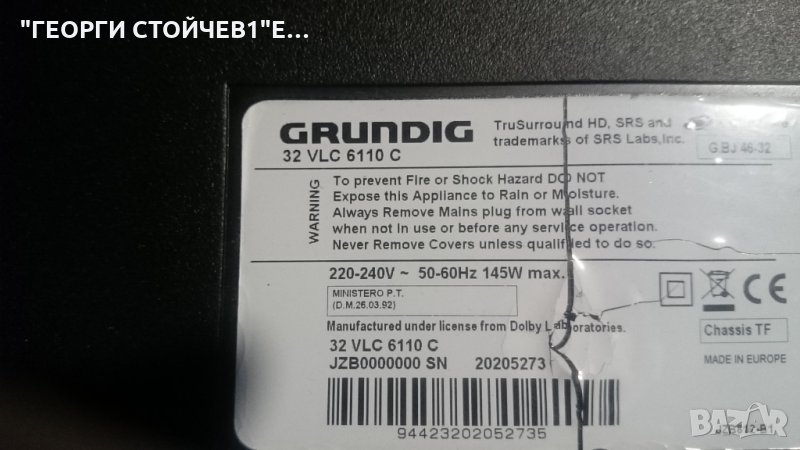 "ГЕОРГИ СТОЙЧЕВ1"Е...
GRUNDIG
32 VLC 6110 C
TruSurround HD, SRS and
trademarks of SRS Labs,Inc.
GBJ 46-32
WARNING
To prevent Fire or Shock Hazard DO NOT
Expose this Appliance to Rain or Moisture.
Always Remove Mains plug from wall socket
when not in use or before any service operation.
Never Remove Covers unless qualified to do so.
220-240V ~ 50-60Hz 145W max.
MINISTERO P.T.
(D.M.26.03.92)
CE
Manufactured under license from Dolby Laboratories.
Chassis TF
32 VLC 6110 C
JZB0000000 SN 20205273
MADE IN EUROPE
94423202052735
BAZAR